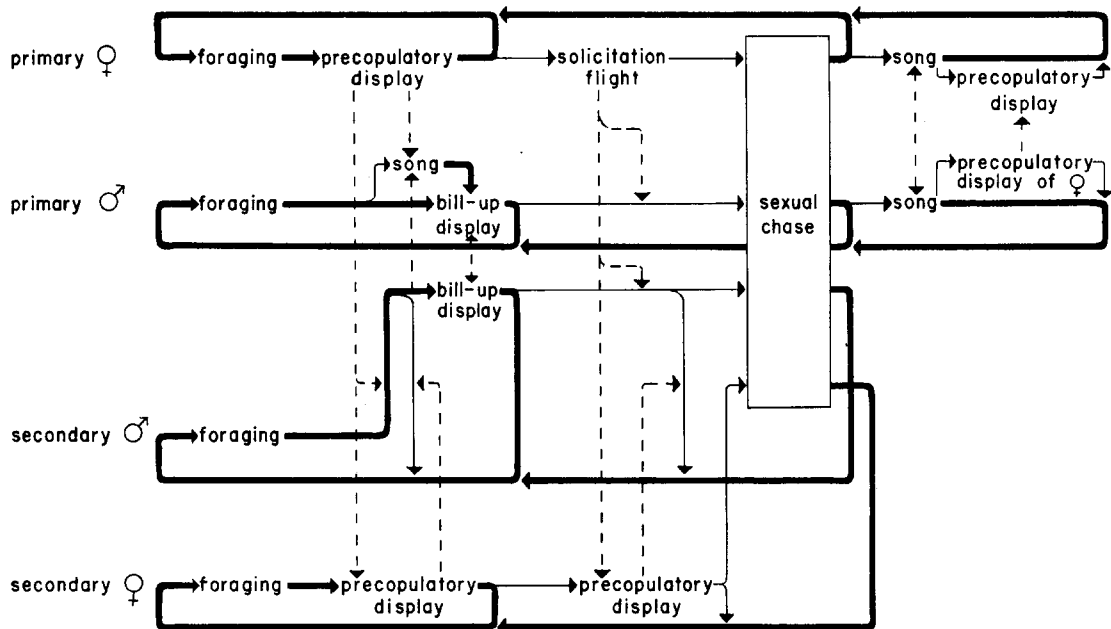 primary ♀ foraging precopulatory display solicitation flight song precopulatory display
song precopulatory display of ♀
primary ♂ foraging bill-up display sexual chase song
bill-up display
secondary ♂ foraging
secondary ♀ foraging precopulatory display precopulatory display